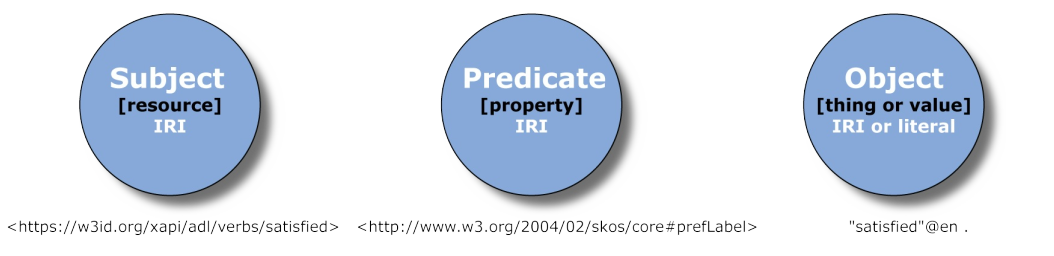 Subject
[resource]
IRI
Predicate
[property]
IRI
Object
[thing or value]
IRI or literal
<https://w3id.org/xapi/adl/verbs/satisfied>
<http://www.w3.org/2004/02/skos/core#prefLabel>
"satisfied"@en .